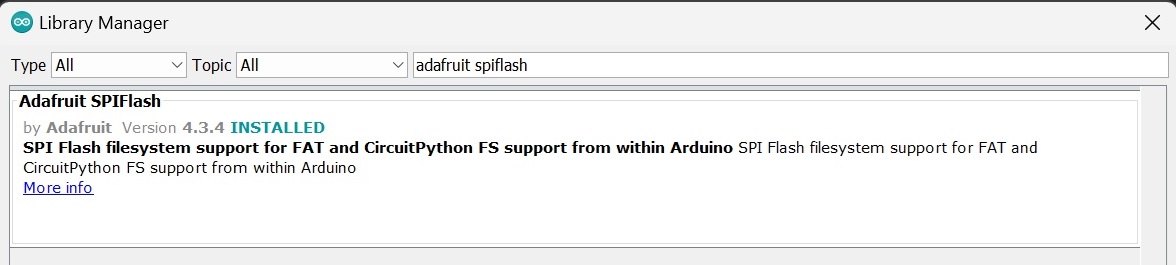 Library Manager
Type All Topic All adafruit spiflash
Adafruit SPIFlash
by Adafruit Version 4.3.4 INSTALLED
SPI Flash filesystem support for FAT and CircuitPython FS support from within Arduino SPI Flash filesystem support for FAT and
CircuitPython FS support from within Arduino
More info